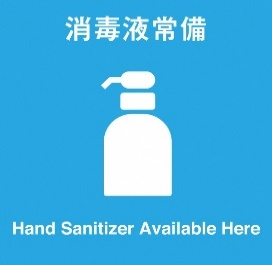 消毒液常備
Hand Sanitizer Available Here